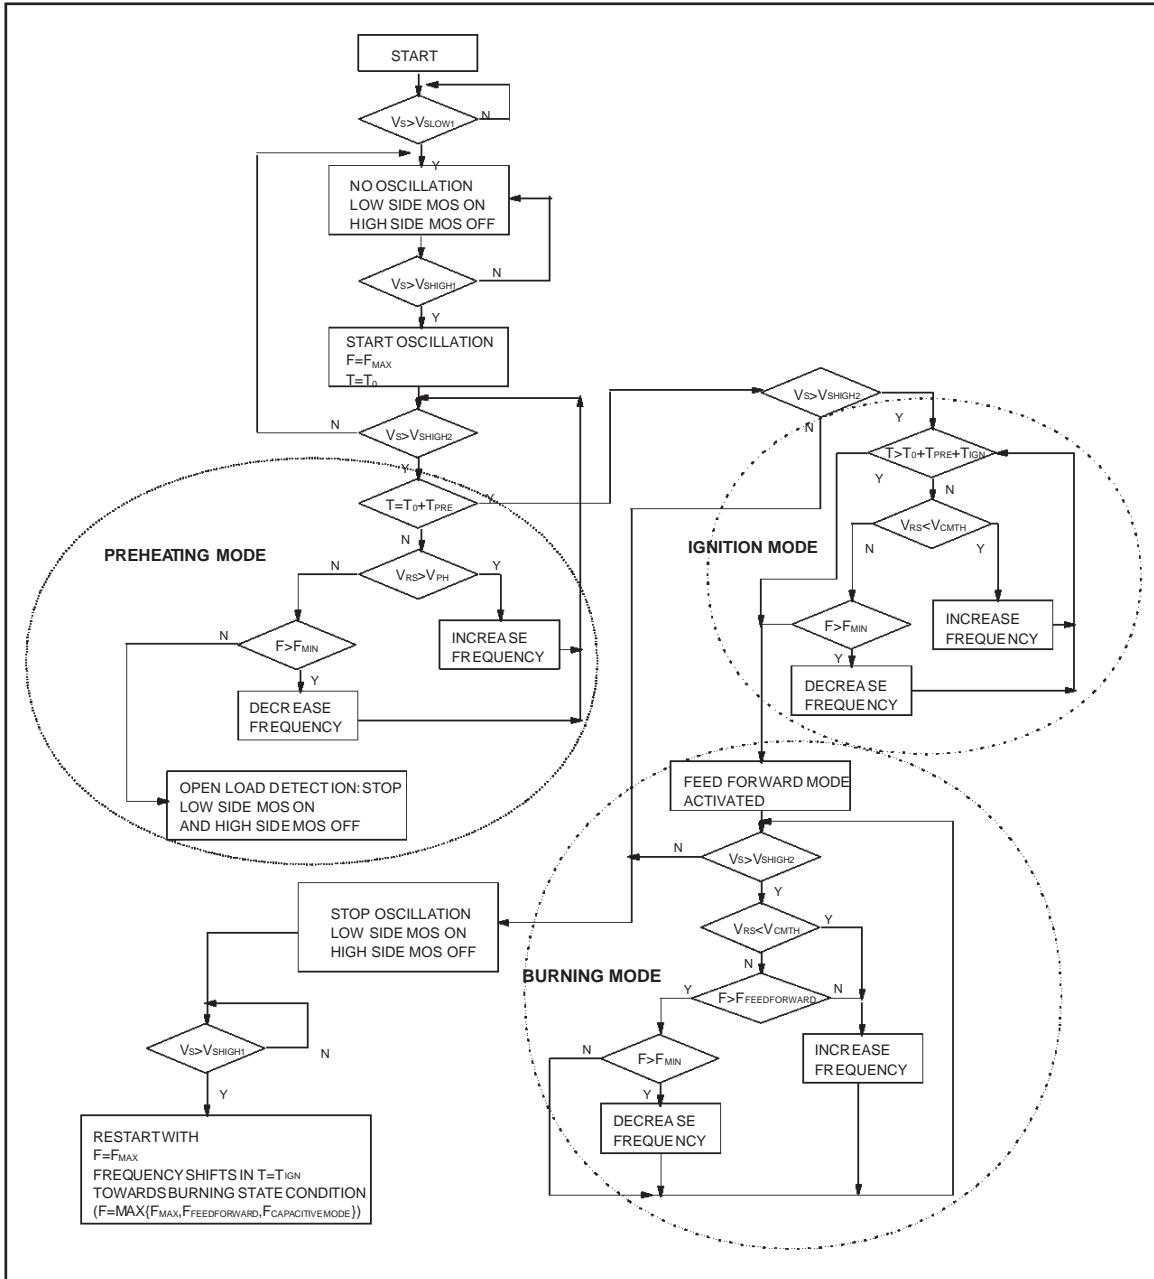 START
VS>VSLOW1
N
Y
NO OSCILLATION
LOW SIDE MOS ON
HIGH SIDE MOS OFF
VS>VSHIGH1
N
Y
START OSCILLATION
F=FMAX
T=T0
N
VS>VSHIGH2
Y
T=T0+TPRE
Y
N
PREHEATING MODE
VRS>VPH
N
Y
INCREASE
FREQUENCY
N
F>FMIN
Y
DECREASE
FREQUENCY
OPEN LOAD DETECTION: STOP
LOW SIDE MOS ON
AND HIGH SIDE MOS OFF
VS>VSHIGH2
Y
N
T>T0+TPRE+TIGN
Y
N
IGNITION MODE
VRS<VCMTH
N
Y
F>FMIN
INCREASE
FREQUENCY
Y
DECREASE
FREQUENCY
FEED FORWARD MODE
ACTIVATED
N
VS>VSHIGH2
Y
VRS<VCMTH
Y
N
BURNING MODE
Y
F>FFEEDFORWARD
N
N
F>FMIN
Y
INCREASE
FREQUENCY
DECREASE
FREQUENCY
STOP OSCILLATION
LOW SIDE MOS ON
HIGH SIDE MOS OFF
VS>VSHIGH1
N
Y
RESTART WITH
F=FMAX
FREQUENCY SHIFTS IN T=TIGN
TOWARDS BURNING STATE CONDITION
(F=MAX{FMAX,FFEEDFORWARD,FCAPACITIVE MODE})